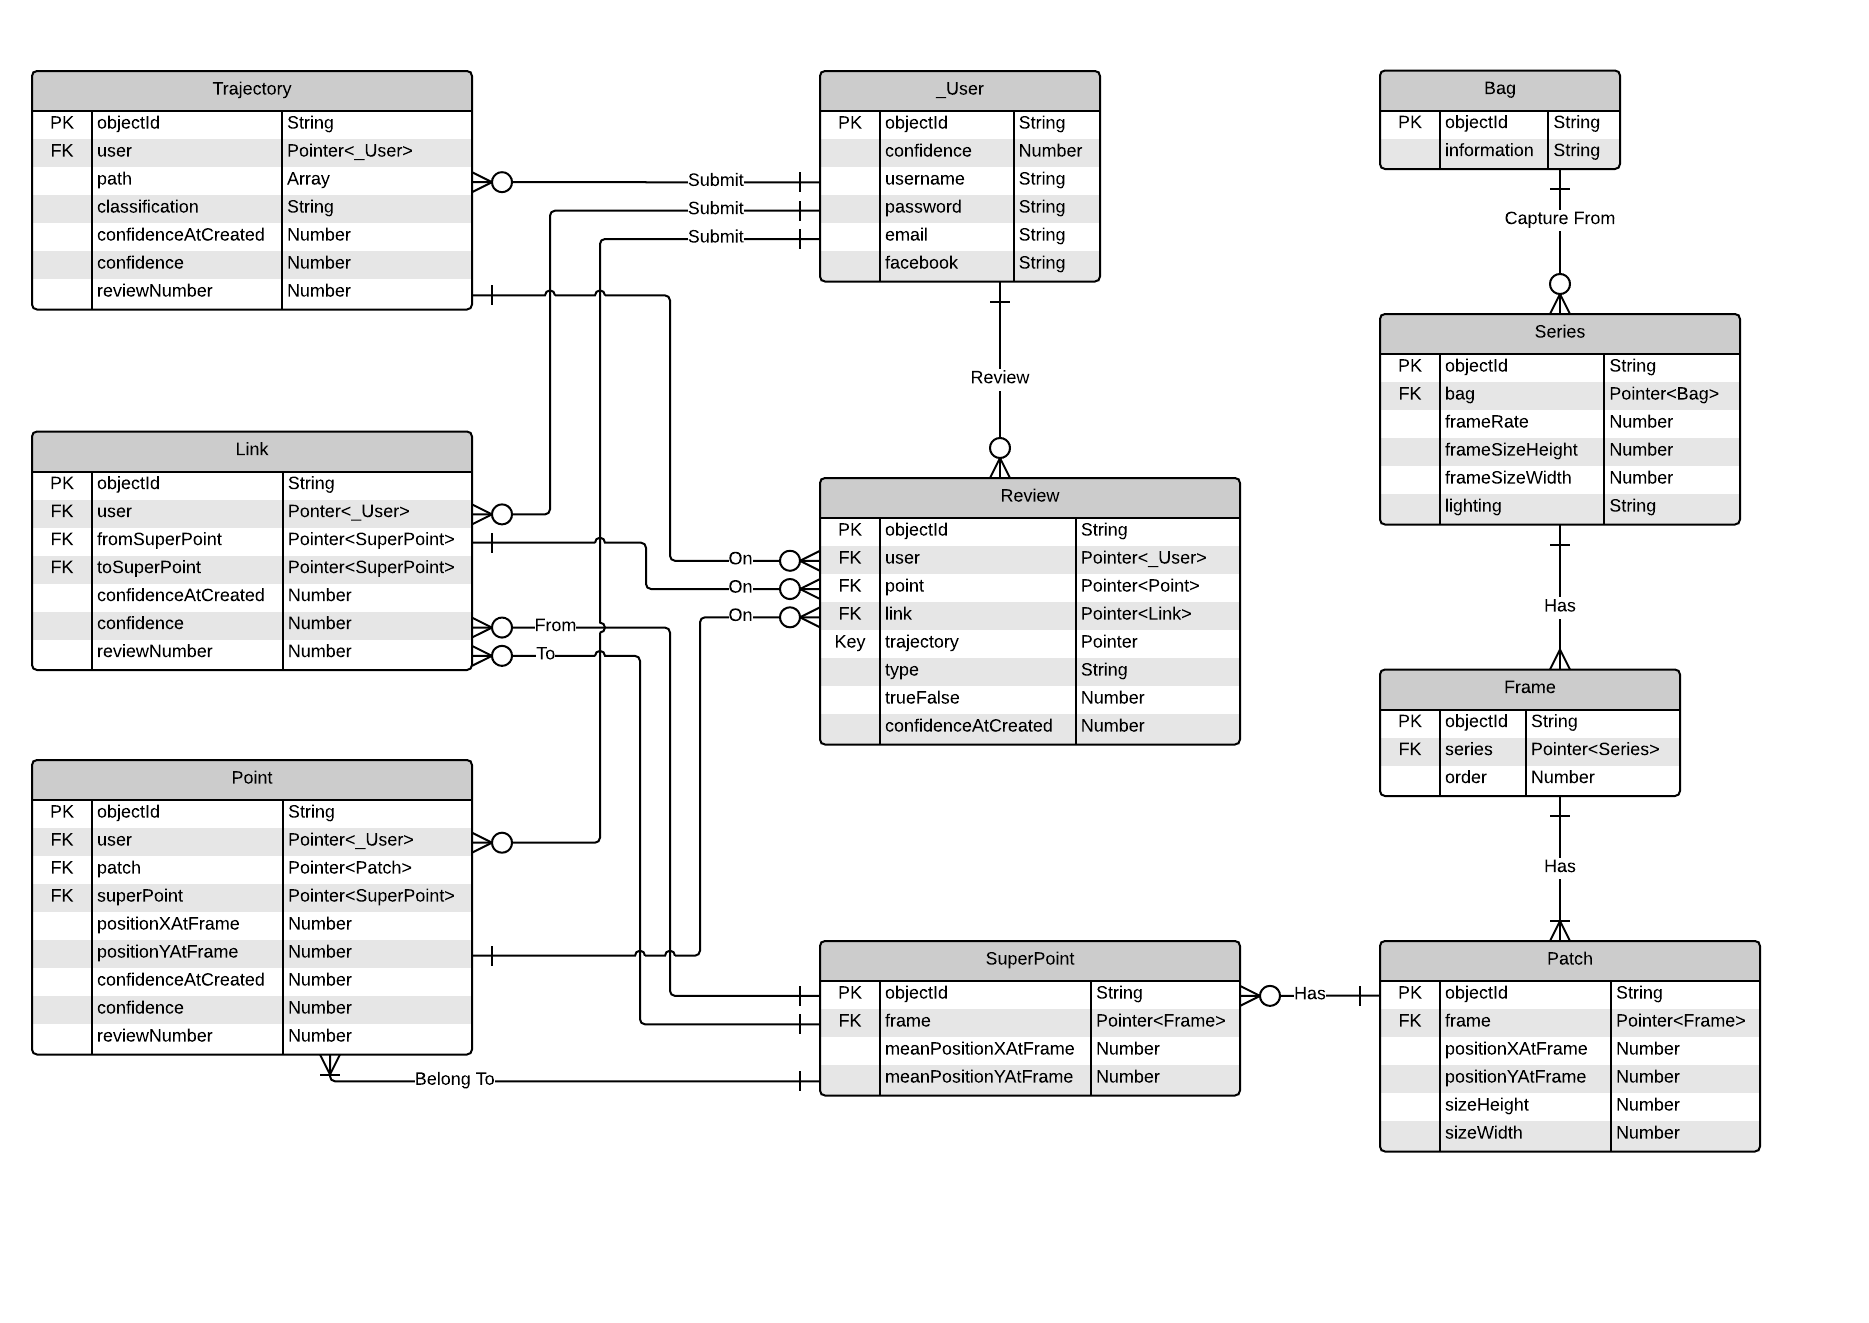 Trajectory
PK objectId String
FK user Pointer<_User>
path Array
classification String
confidenceAtCreated Number
confidence Number
reviewNumber Number
_User
PK objectId String
confidence Number
username String
password String
email String
facebook String
Bag
PK objectId String
information String
Submit
Submit
Submit
Capture From
Review
Series
PK objectId String
FK bag Pointer<Bag>
frameRate Number
frameSizeHeight Number
frameSizeWidth Number
lighting String
Link
PK objectId String
FK user Ponter<_User>
FK fromSuperPoint Pointer<SuperPoint>
FK toSuperPoint Pointer<SuperPoint>
confidenceAtCreated Number
confidence Number
reviewNumber Number
On
On
On
From
To
Review
PK objectId String
FK user Pointer<_User>
FK point Pointer<Point>
FK link Pointer<Link>
Key trajectory Pointer
type String
trueFalse Number
confidenceAtCreated Number
Has
Frame
PK objectId String
FK series Pointer<Series>
order Number
Has
Point
PK objectId String
FK user Pointer<_User>
FK patch Pointer<Patch>
FK superPoint Pointer<SuperPoint>
positionXAtFrame Number
positionYAtFrame Number
confidenceAtCreated Number
confidence Number
reviewNumber Number
Belong To
SuperPoint
PK objectId String
FK frame Pointer<Frame>
meanPositionXAtFrame Number
meanPositionYAtFrame Number
Has
Patch
PK objectId String
FK frame Pointer<Frame>
positionXAtFrame Number
positionYAtFrame Number
sizeHeight Number
sizeWidth Number